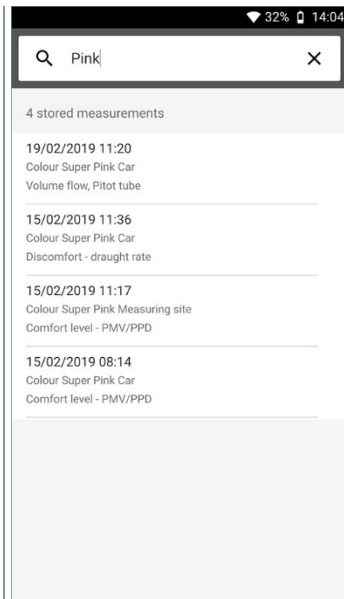 32% 14:04
Pink
4 stored measurements
19/02/2019 11:20
Colour Super Pink Car
Volume flow, Pitot tube
15/02/2019 11:36
Colour Super Pink Car
Discomfort - draught rate
15/02/2019 11:17
Colour Super Pink Measuring site
Comfort level - PMV/PPD
15/02/2019 08:14
Colour Super Pink Car
Comfort level - PMV/PPD